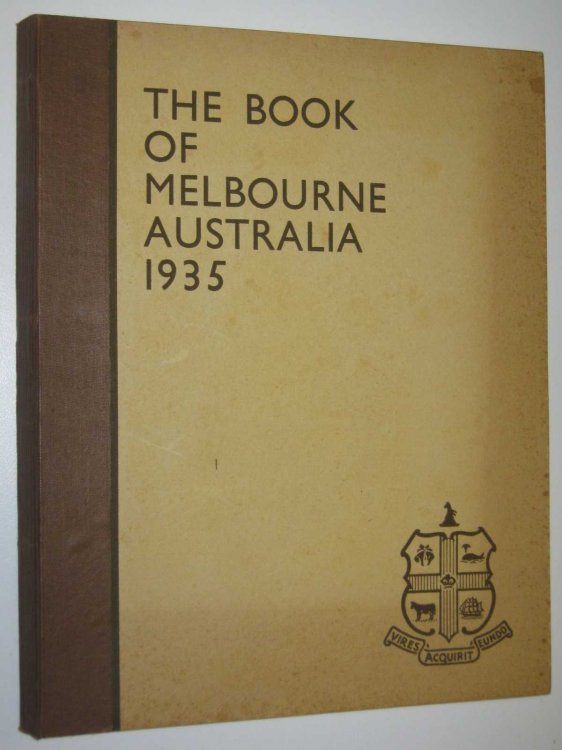 THE BOOK
OF
MELBOURNE
AUSTRALIA
1935
VIRES ACQUIRIT EUNDO